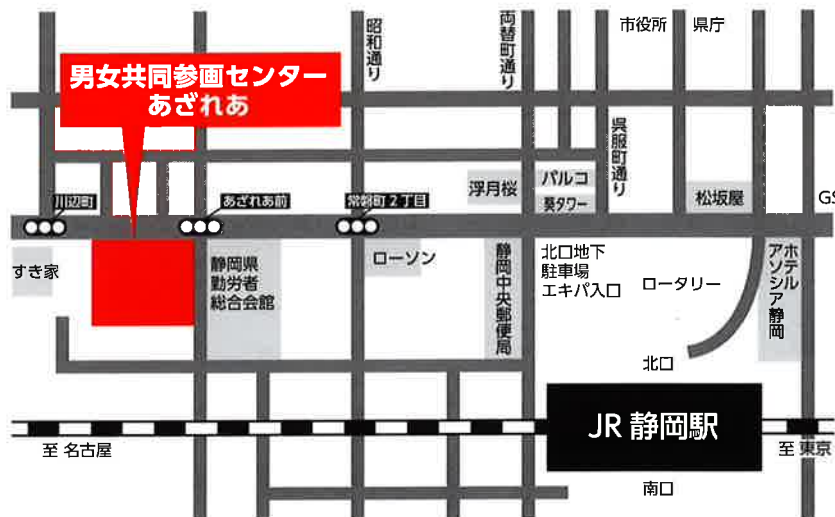 昭和通り
両替町通り
市役所
県庁
男女共同参画センター
あざれあ
呉服町通り
川辺町
あざれあ前
常磐町2丁目
浮月桜
パルコ
葵タワー
松坂屋
GS
すき家
静岡県
勤労者
総合会館
ローソン
静岡中央郵便局
北口地下
駐車場
エキパ入口
ロータリー
ホテル
アソシア静岡
北口
JR 静岡駅
至 名古屋
至 東京
南口